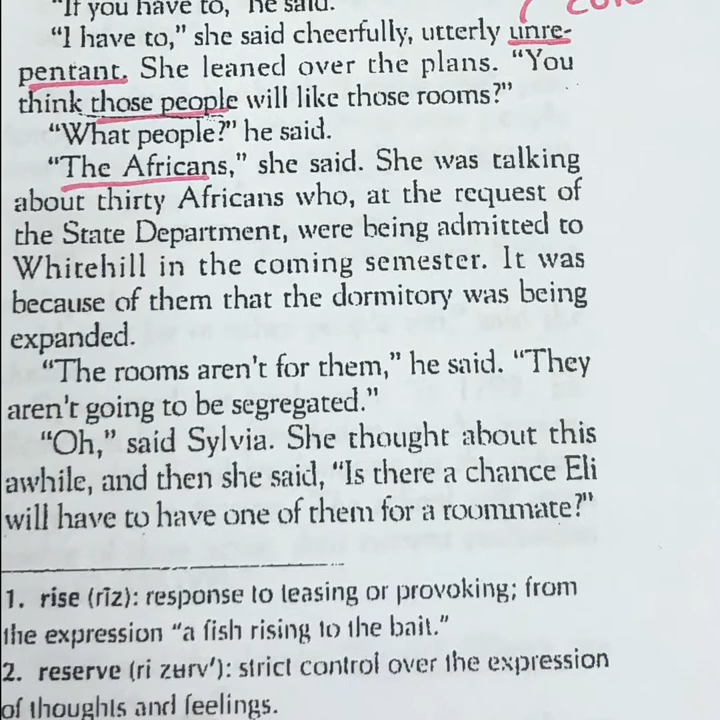 "If you have to," he said.
"I have to," she said cheerfully, utterly unre-
pentant. She leaned over the plans. "You
think those people will like those rooms?"
"What people?" he said.
"The Africans," she said. She was talking
about thirty Africans who, at the request of
the State Department, were being admitted to
Whitehill in the coming semester. It was
because of them that the dormitory was being
expanded.
"The rooms aren't for them," he said. "They
aren't going to be segregated."
"Oh," said Sylvia. She thought about this
awhile, and then she said, "Is there a chance Eli
will have to have one of them for a roommate?"
1. rise (rīz): response to teasing or provoking; from
the expression "a fish rising to the bait."
2. reserve (ri zʉrv′): strict control over the expression
of thoughts and feelings.